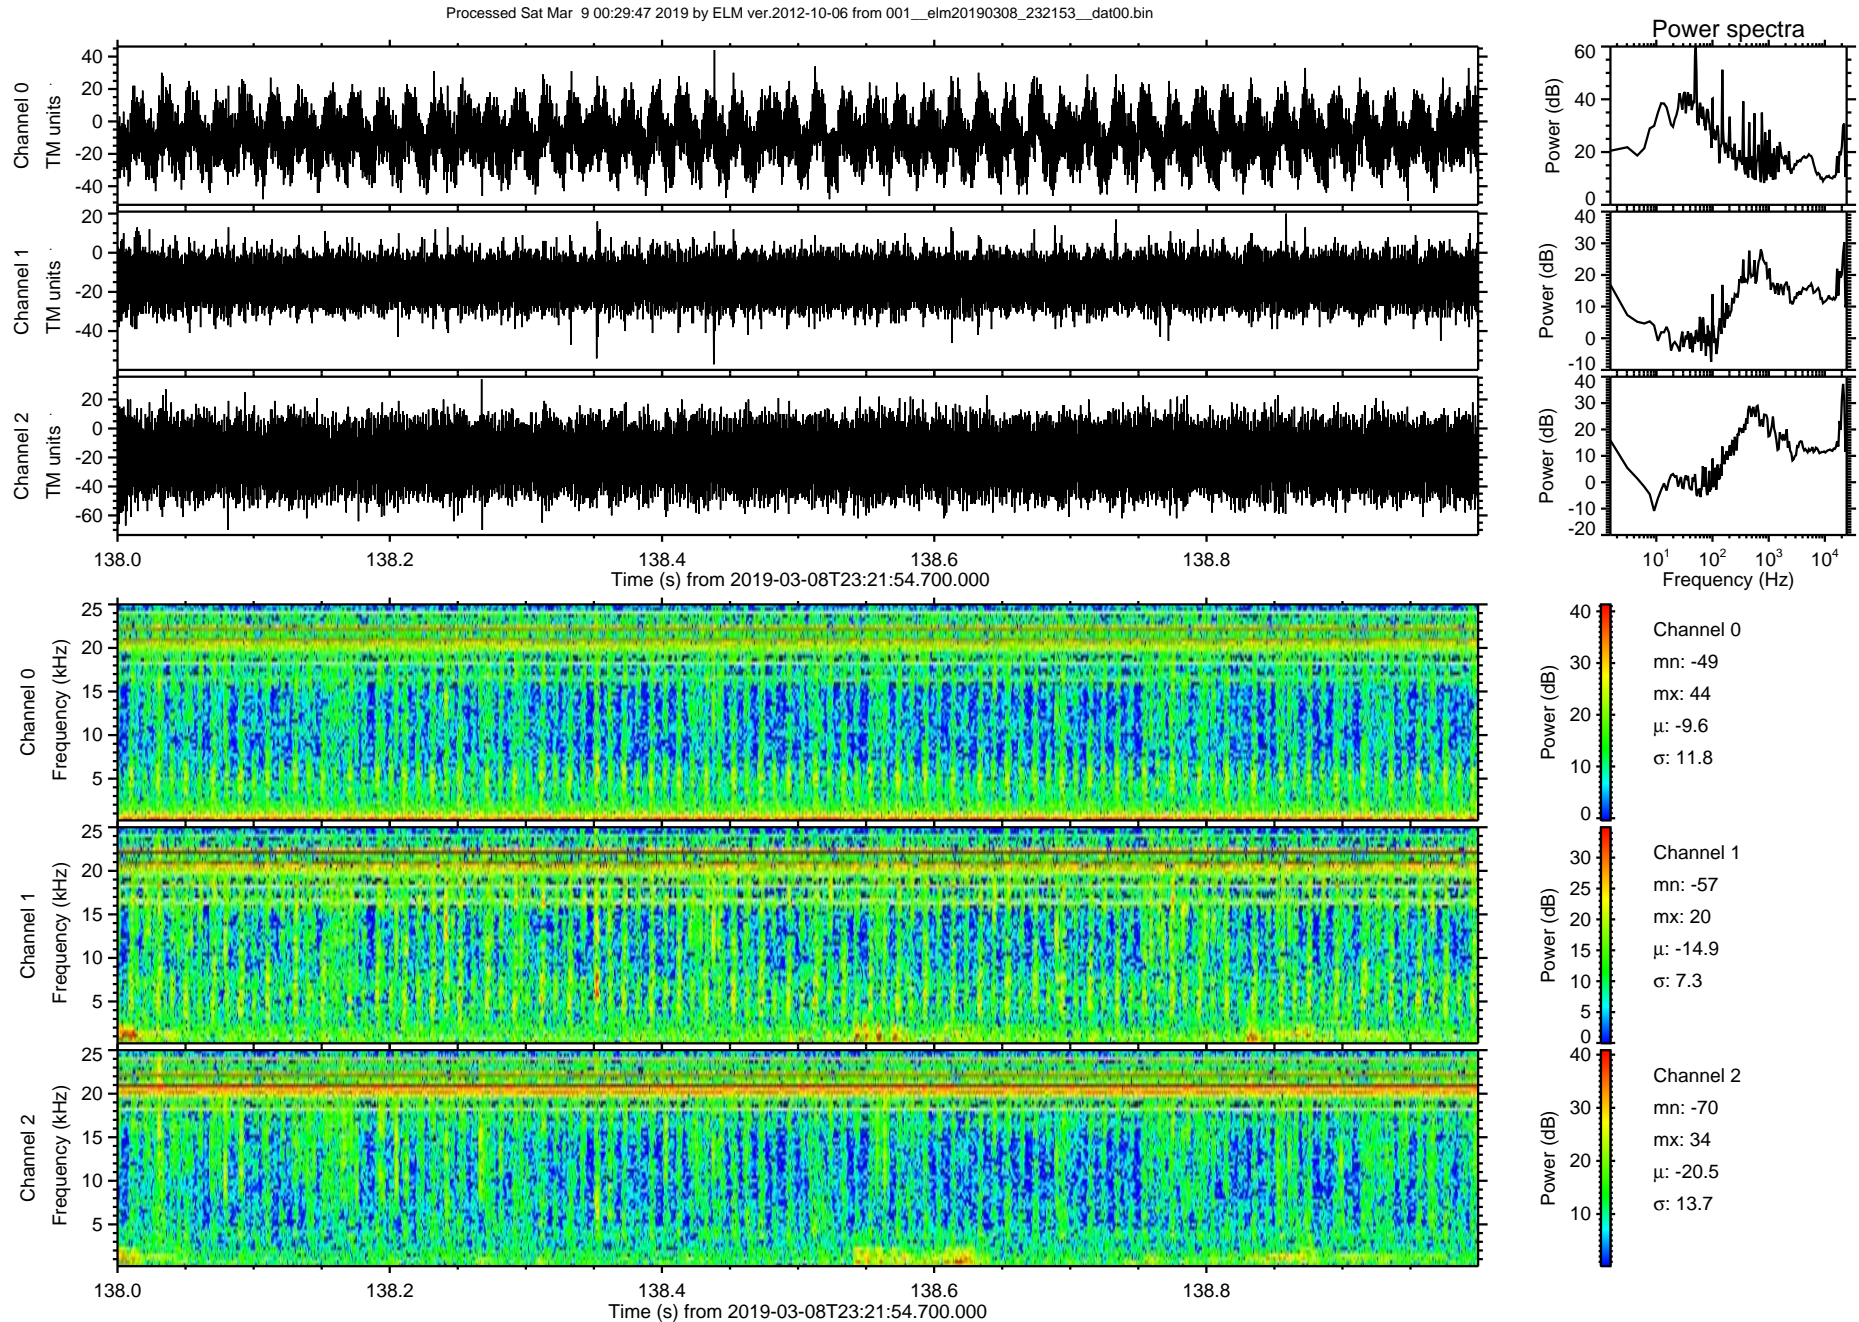 Processed Sat Mar  9 00:29:47 2019 by ELM ver.2012-10-06 from 001__elm20190308_232153__dat00.bin
Power spectra
Channel 0
TM units
40
20
0
-20
-40
Power (dB)
60
40
20
0
Channel 1
TM units
20
0
-20
-40
Power (dB)
40
30
20
10
0
-10
Channel 2
TM units
20
0
-20
-40
-60
Power (dB)
40
30
20
10
0
-10
-20
138.0 138.2 138.4 138.6 138.8
Time (s) from 2019-03-08T23:21:54.700.000
10¹ 10² 10³ 10⁴
Frequency (Hz)
Channel 0
Frequency (kHz)
25
20
15
10
5
Power (dB)
40
30
20
10
0
Channel 0
mn: -49
mx: 44
μ: -9.6
σ: 11.8
Channel 1
Frequency (kHz)
25
20
15
10
5
Power (dB)
30
25
20
15
10
5
0
Channel 1
mn: -57
mx: 20
μ: -14.9
σ: 7.3
Channel 2
Frequency (kHz)
25
20
15
10
5
Power (dB)
40
30
20
10
Channel 2
mn: -70
mx: 34
μ: -20.5
σ: 13.7
138.0 138.2 138.4 138.6 138.8
Time (s) from 2019-03-08T23:21:54.700.000